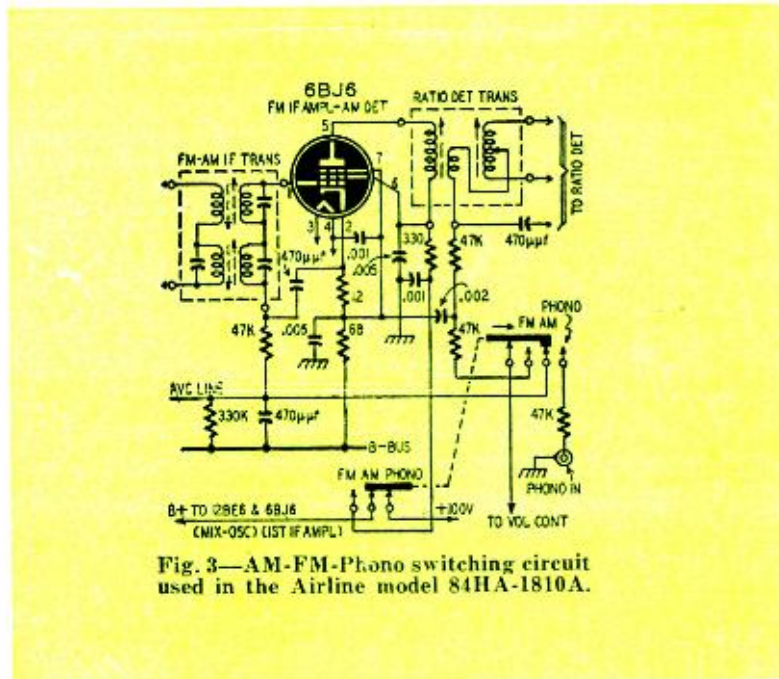 6BJ6
FM IF AMPL-AM DET
RATIO DET TRANS
FM-AM IF TRANS
TO RATIO DET
5
7
6
1
3
4
2
470μμf
.001
.005
330
47K
470μμf
.001
.002
PHONO
FM AM
47K
.005
68
47K
AVC LINE
330K
470μμf
B-BUS
47K
PHONO IN
FM AM PHONO
B+ TO 12BE6 & 6BJ6
+100V
(MIX-OSC) (1ST IF AMPL)
TO VOL CONT
Fig. 3—AM-FM-Phono switching circuit
used in the Airline model 84HA-1810A.